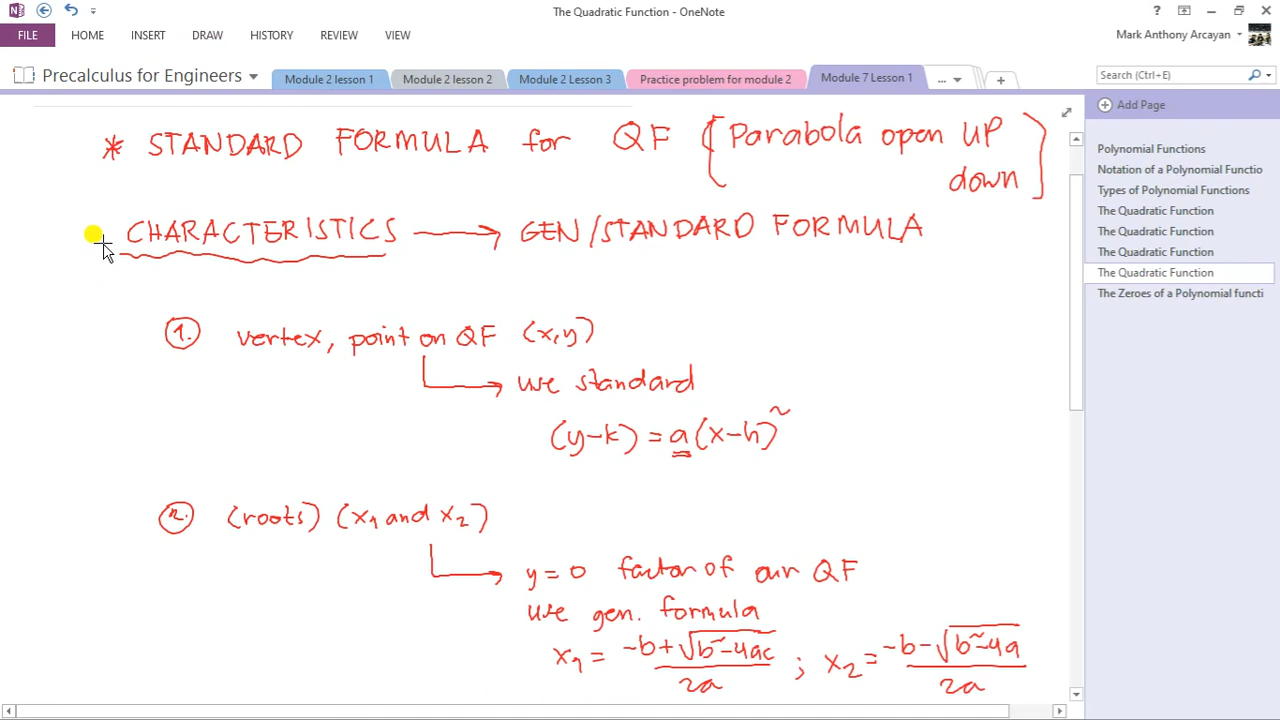 The Quadratic Function - OneNote
FILE HOME INSERT DRAW HISTORY REVIEW VIEW
Mark Anthony Arcayan
Precalculus for Engineers
Module 2 lesson 1 Module 2 lesson 2 Module 2 Lesson 3 Practice problem for module 2 Module 7 Lesson 1 ...
Search (Ctrl+E)
Add Page
Polynomial Functions
Notation of a Polynomial Functio
Types of Polynomial Functions
The Quadratic Function
The Quadratic Function
The Quadratic Function
The Quadratic Function
The Zeroes of a Polynomial functi
* STANDARD FORMULA for QF [Parabola open UP
down]
CHARACTERISTICS → GEN/STANDARD FORMULA
1. vertex, point on QF (x,y)
use standard
(y-k) = a(x-h)²
2. (roots) (x₁ and x₂)
y=0 factor of our QF
use gen. formula
x₁ = -b+√b²-4ac / 2a ; x₂ = -b-√b²-4a / 2a